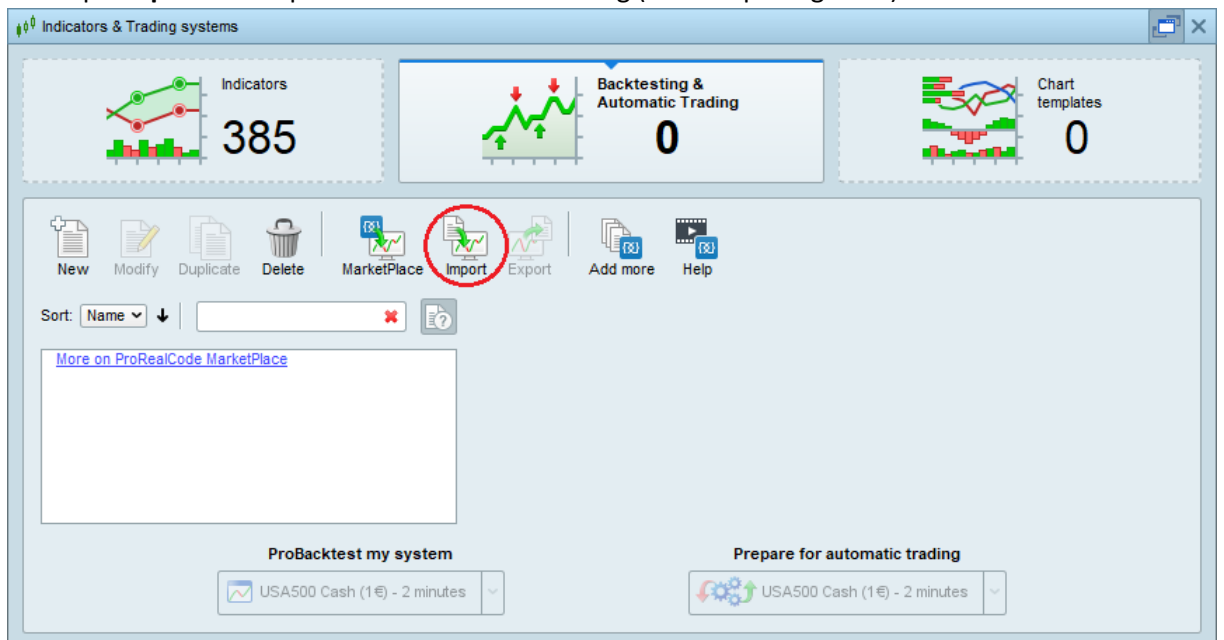 Indicators & Trading systems
Indicators
385
Backtesting &
Automatic Trading
0
Chart
templates
0
New Modify Duplicate Delete MarketPlace Import Export Add more Help
Sort: Name
More on ProRealCode MarketPlace
ProBacktest my system
Prepare for automatic trading
USA500 Cash (1€) - 2 minutes
USA500 Cash (1€) - 2 minutes